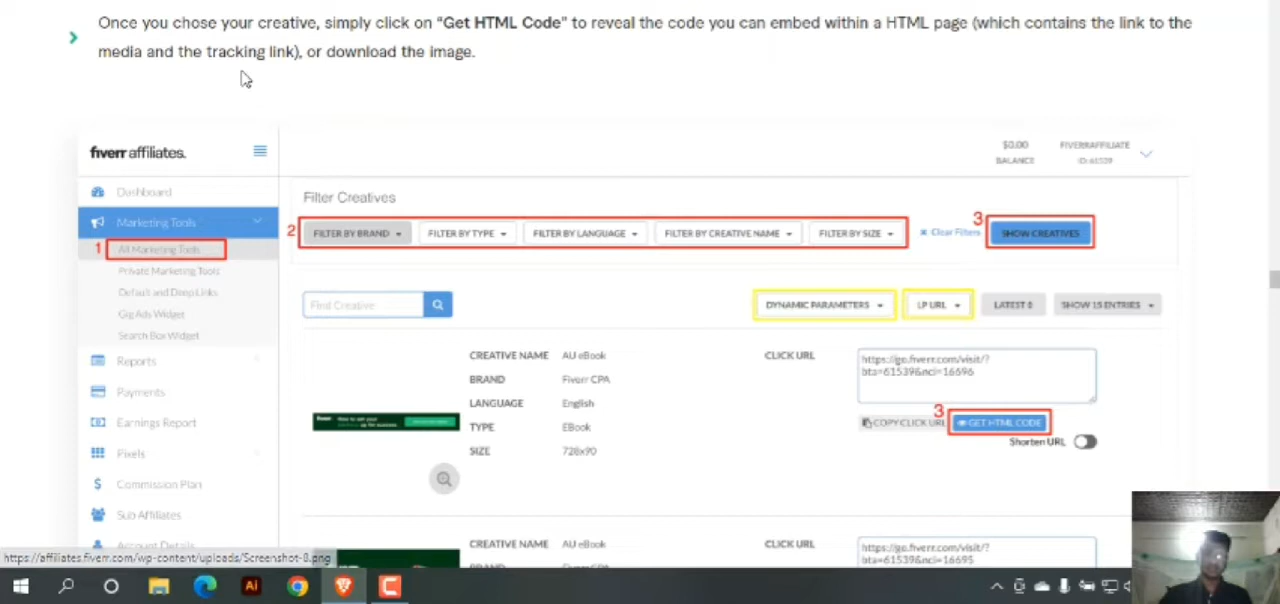 Once you chose your creative, simply click on "Get HTML Code" to reveal the code you can embed within a HTML page (which contains the link to the
media and the tracking link), or download the image.
fiverr affiliates.
$0.00
BALANCE
FIVERRAFFILIATE
ID: 61539
Dashboard
Marketing Tools
1 All Marketing Tools
Private Marketing Tools
Default and Deep Links
Gig Ads Widget
Search Box Widget
Reports
Payments
Earnings Report
Pixels
Commission Plan
Sub Affiliates
Account Details
Filter Creatives
2 FILTER BY BRAND FILTER BY TYPE FILTER BY LANGUAGE FILTER BY CREATIVE NAME FILTER BY SIZE Clear Filters 3 SHOW CREATIVES
Find Creative DYNAMIC PARAMETERS LP URL LATEST SHOW 15 ENTRIES
CREATIVE NAME AU eBook
BRAND Fiverr CPA
LANGUAGE English
TYPE EBook
SIZE 728x90
CLICK URL
https://go.fiverr.com/visit/?
bta=61539&nci=16696
COPY CLICK URL 3 GET HTML CODE
Shorten URL
CREATIVE NAME AU eBook
CLICK URL
https://go.fiverr.com/visit/?
bta=61539&nci=16695
https://affiliates.fiverr.com/wp-content/uploads/Screenshot-8.png
Ai